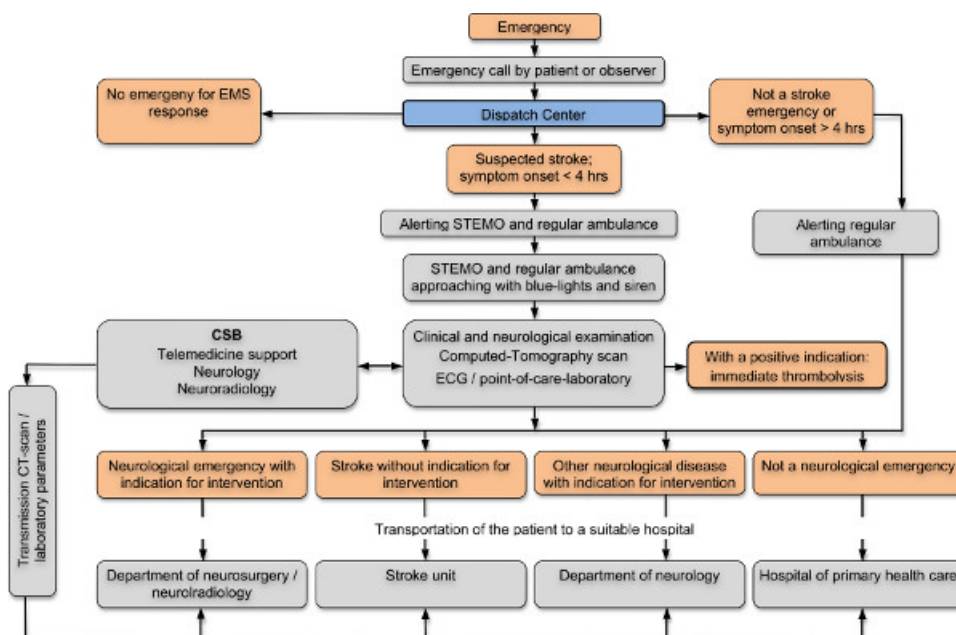 Emergency
Emergency call by patient or observer
No emergeny for EMS
response
Dispatch Center
Not a stroke
emergency or
symptom onset > 4 hrs
Suspected stroke;
symptom onset < 4 hrs
Alerting STEMO and regular ambulance
Alerting regular
ambulance
STEMO and regular ambulance
approaching with blue-lights and siren
CSB
Telemedicine support
Neurology
Neuroradiology
Clinical and neurological examination
Computed-Tomography scan
ECG / point-of-care-laboratory
With a positive indication:
immediate thrombolysis
Transmission CT-scan /
laboratory parameters
Neurological emergency with
indication for intervention
Stroke without indication for
intervention
Other neurological disease
with indication for intervention
Not a neurological emergency
Transportation of the patient to a suitable hospital
Department of neurosurgery /
neuroIradiology
Stroke unit
Department of neurology
Hospital of primary health care